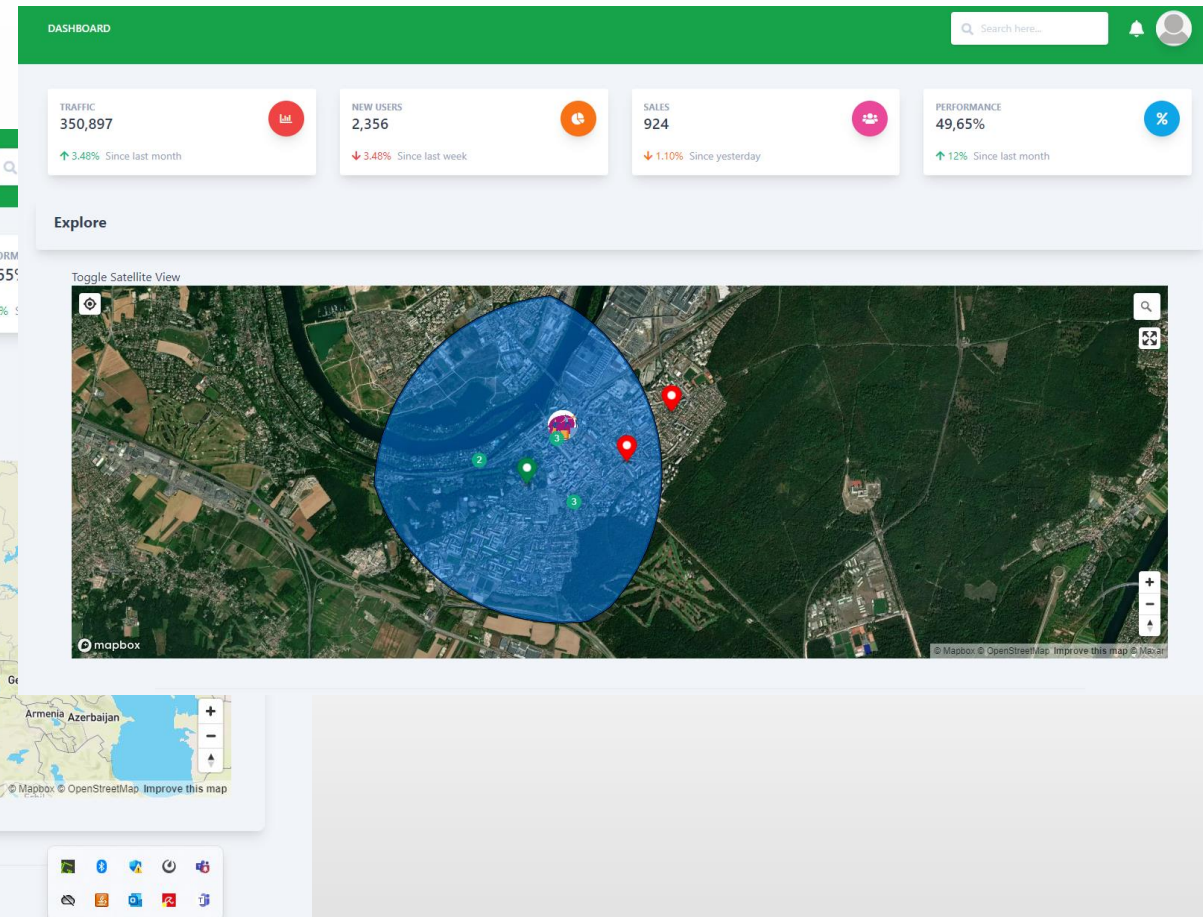 DASHBOARD
Search here...
TRAFFIC
350,897
3.48% Since last month
NEW USERS
2,356
3.48% Since last week
SALES
924
1.10% Since yesterday
PERFORMANCE
49,65%
12% Since last month
Explore
Toggle Satellite View
3
2
3
mapbox
© Mapbox © OpenStreetMap Improve this map © Maxar
Armenia Azerbaijan
© Mapbox © OpenStreetMap Improve this map